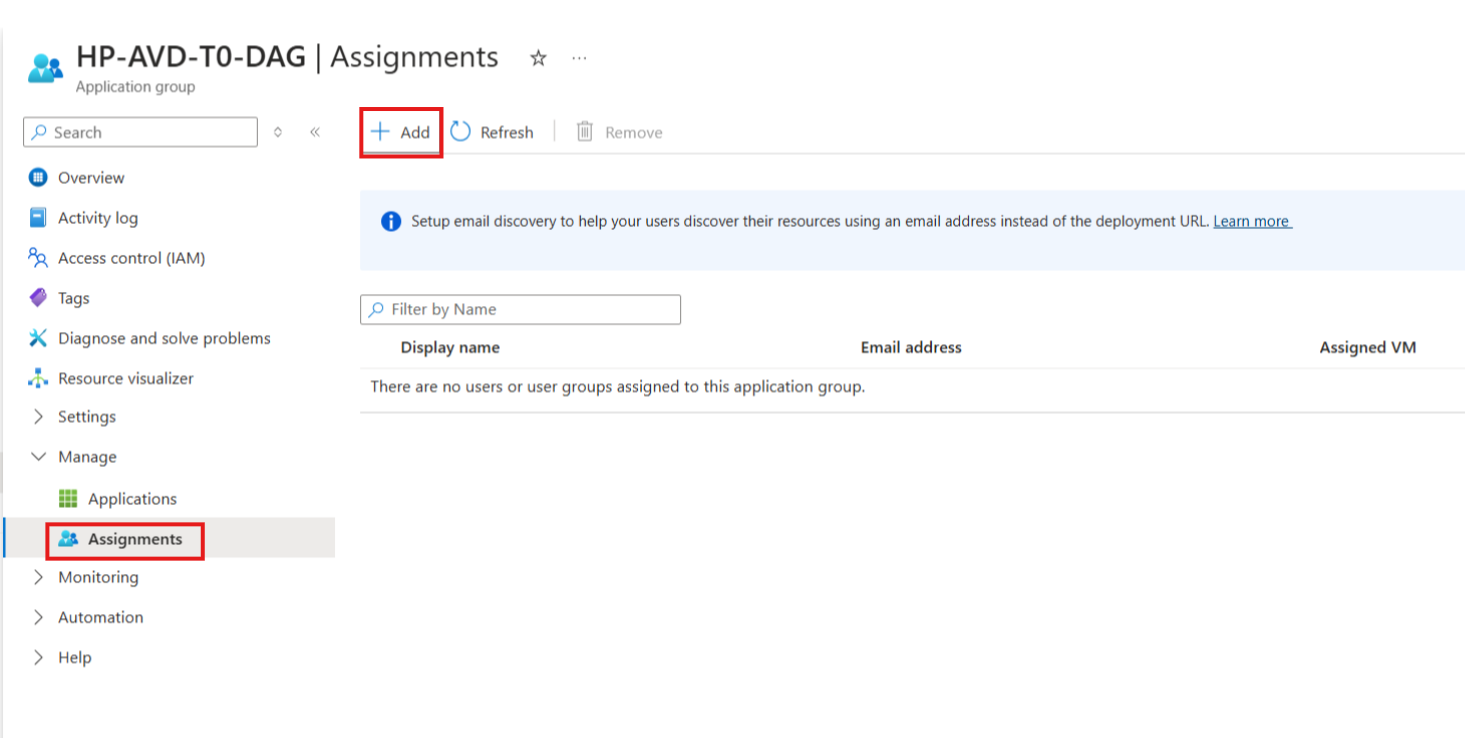 HP-AVD-T0-DAG | Assignments
Application group
Search
Add
Refresh
Remove
Overview
Activity log
Access control (IAM)
Tags
Diagnose and solve problems
Resource visualizer
Settings
Manage
Applications
Assignments
Monitoring
Automation
Help
Setup email discovery to help your users discover their resources using an email address instead of the deployment URL. Learn more
Filter by Name
Display name Email address Assigned VM
There are no users or user groups assigned to this application group.